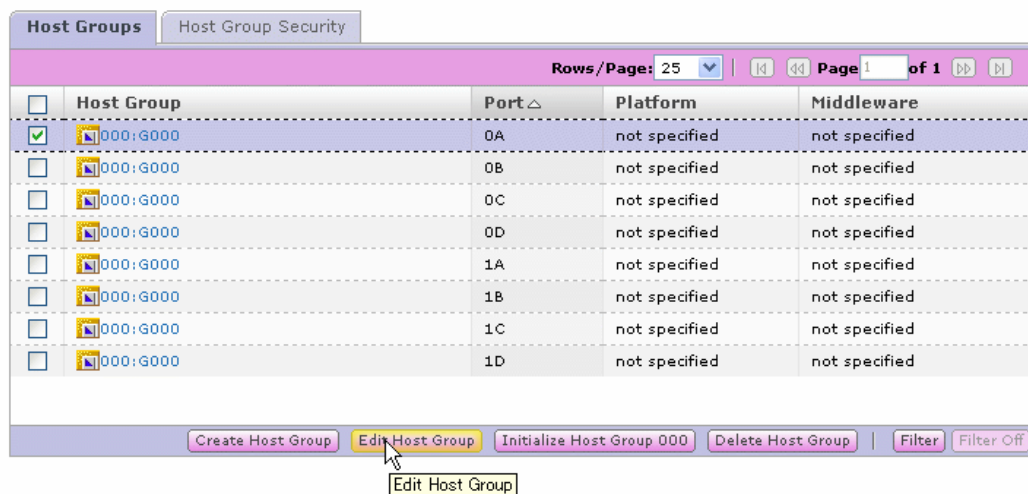 Host Groups Host Group Security
Rows/Page: 25 Page 1 of 1
Host Group Port Platform Middleware
000:G000 0A not specified not specified
000:G000 0B not specified not specified
000:G000 0C not specified not specified
000:G000 0D not specified not specified
000:G000 1A not specified not specified
000:G000 1B not specified not specified
000:G000 1C not specified not specified
000:G000 1D not specified not specified
Create Host Group Edit Host Group Initialize Host Group 000 Delete Host Group | Filter Filter Off
Edit Host Group